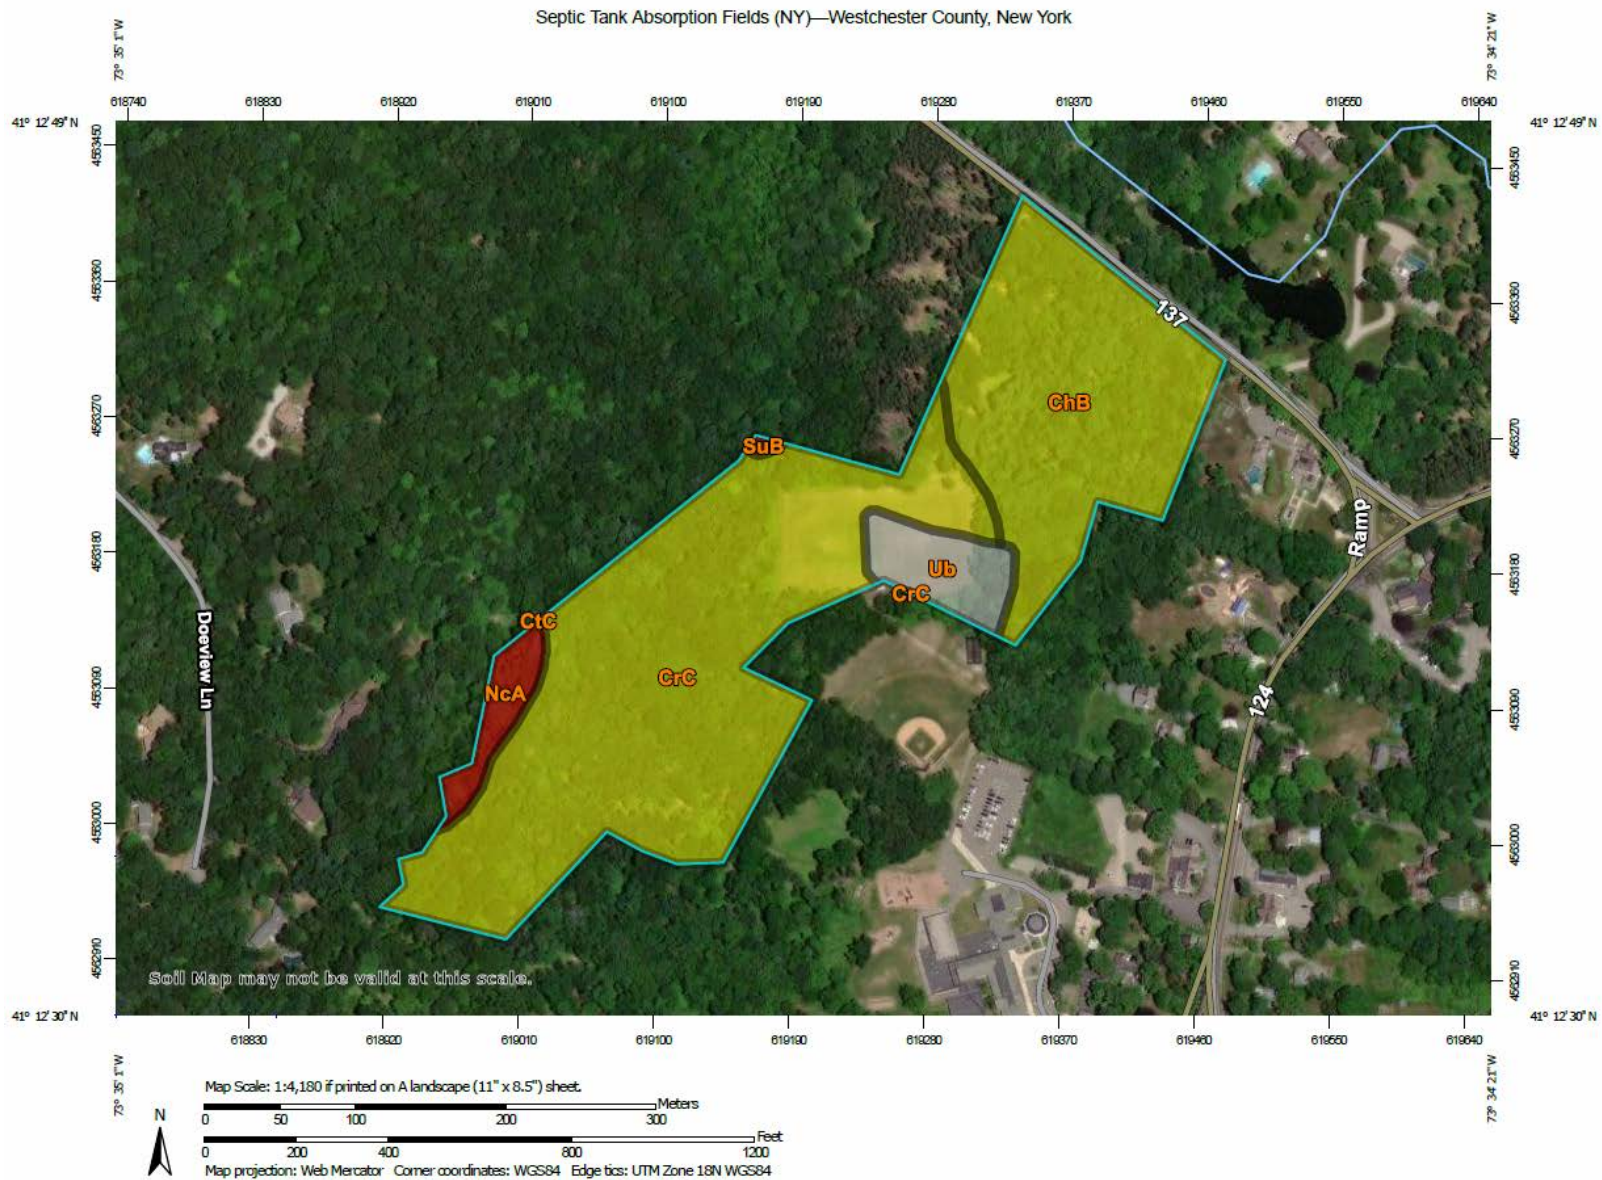 Septic Tank Absorption Fields (NY)—Westchester County, New York
73° 35' 1" W
73° 34' 21" W
618740 618830 618920 619010 619100 619190 619280 619370 619460 619550 619640
41° 12' 49" N
41° 12' 49" N
4563450
4563450
4563360
4563360
137
ChB
4563270
4563270
SuB
Ramp
4563180
4563180
Ub
CrC
CtC
Doeview Ln
CrC
NcA
4563090
4563090
124
4563000
4563000
4562910
4562910
Soil Map may not be valid at this scale.
41° 12' 30" N
41° 12' 30" N
618830 618920 619010 619100 619190 619280 619370 619460 619550 619640
73° 35' 1" W
73° 34' 21" W
Map Scale: 1:4,180 if printed on A landscape (11" x 8.5") sheet.
Meters
0 50 100 200 300
Feet
0 200 400 800 1200
N
Map projection: Web Mercator Corner coordinates: WGS84 Edge tics: UTM Zone 18N WGS84